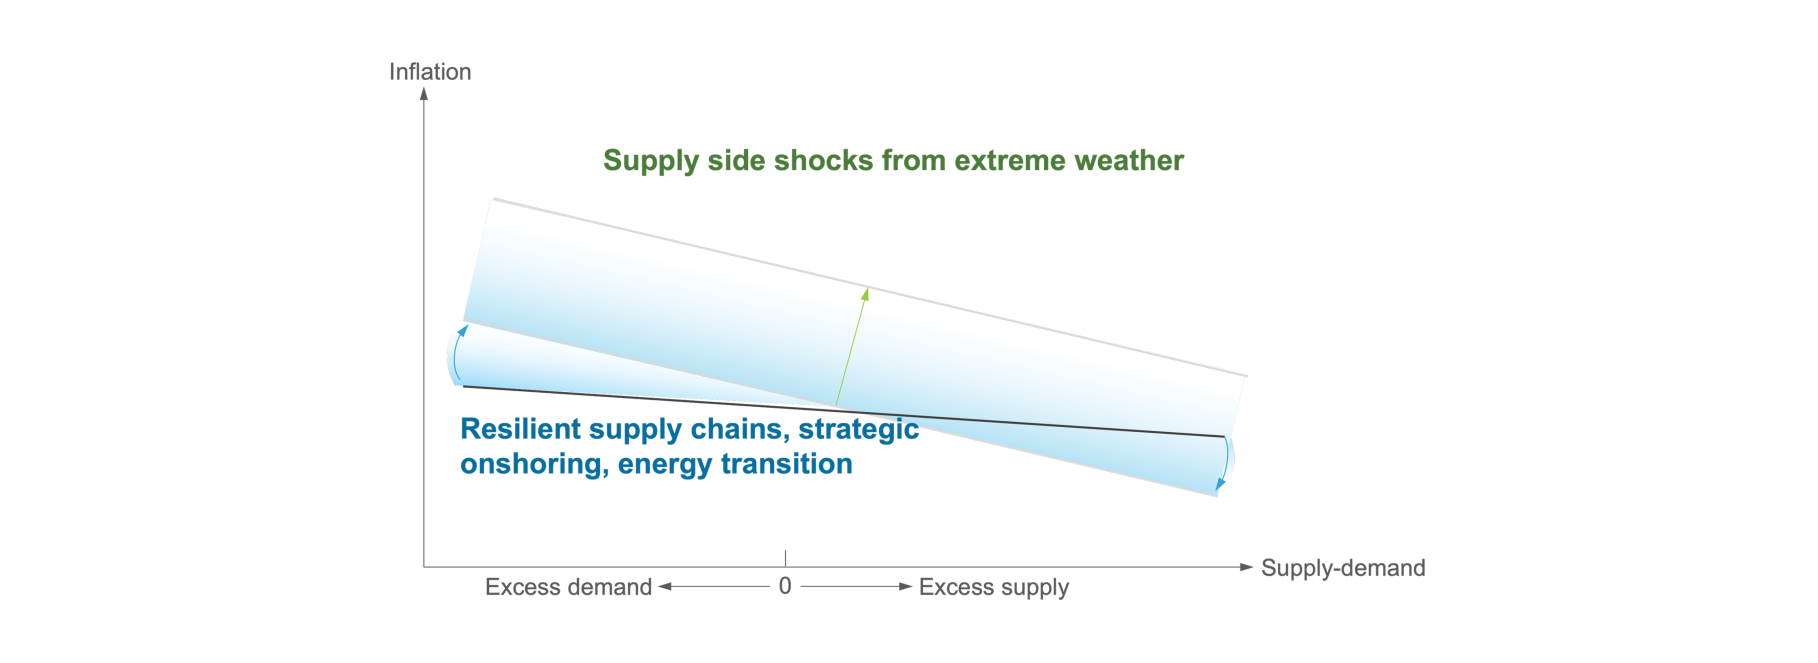 Inflation
Supply side shocks from extreme weather
Resilient supply chains, strategic
onshoring, energy transition
Supply-demand
Excess demand 0 Excess supply